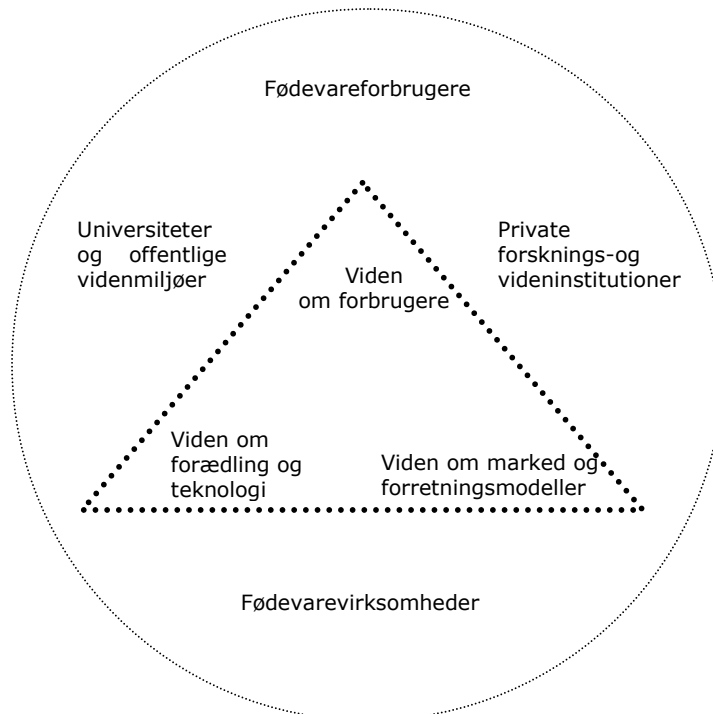 Fødevareforbrugere
Universiteter
og offentlige
videnmiljøer
Private
forsknings-og
videninstitutioner
Viden
om forbrugere
Viden om
forædling og
teknologi
Viden om marked og
forretningsmodeller
Fødevarevirksomheder